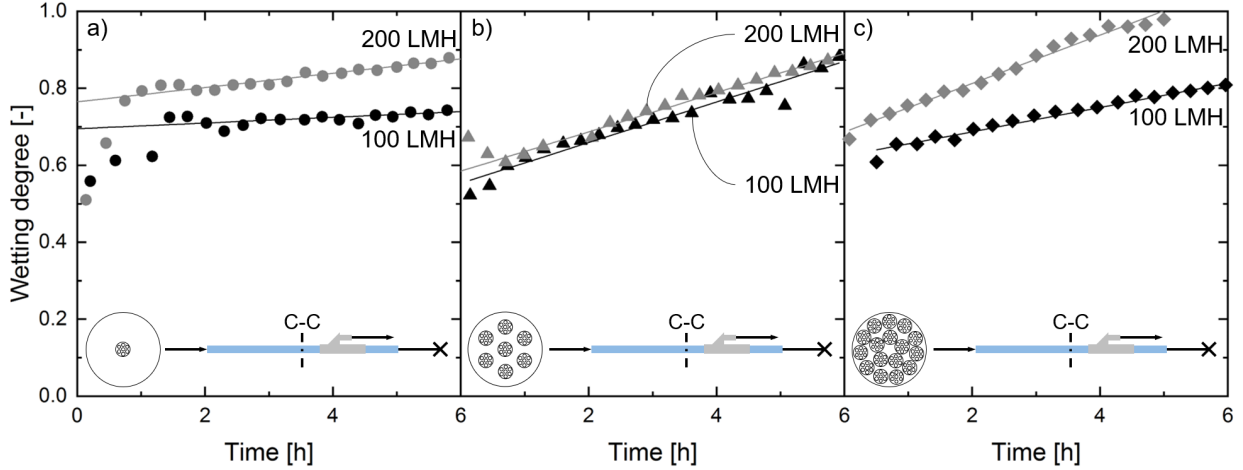 a)
b)
c)
Wetting degree [-]
1.0
0.8
0.6
0.4
0.2
0.0
200 LMH
100 LMH
200 LMH
100 LMH
200 LMH
100 LMH
C-C
C-C
C-C
0 2 4 6 2 4 6 2 4 6
Time [h] Time [h] Time [h]